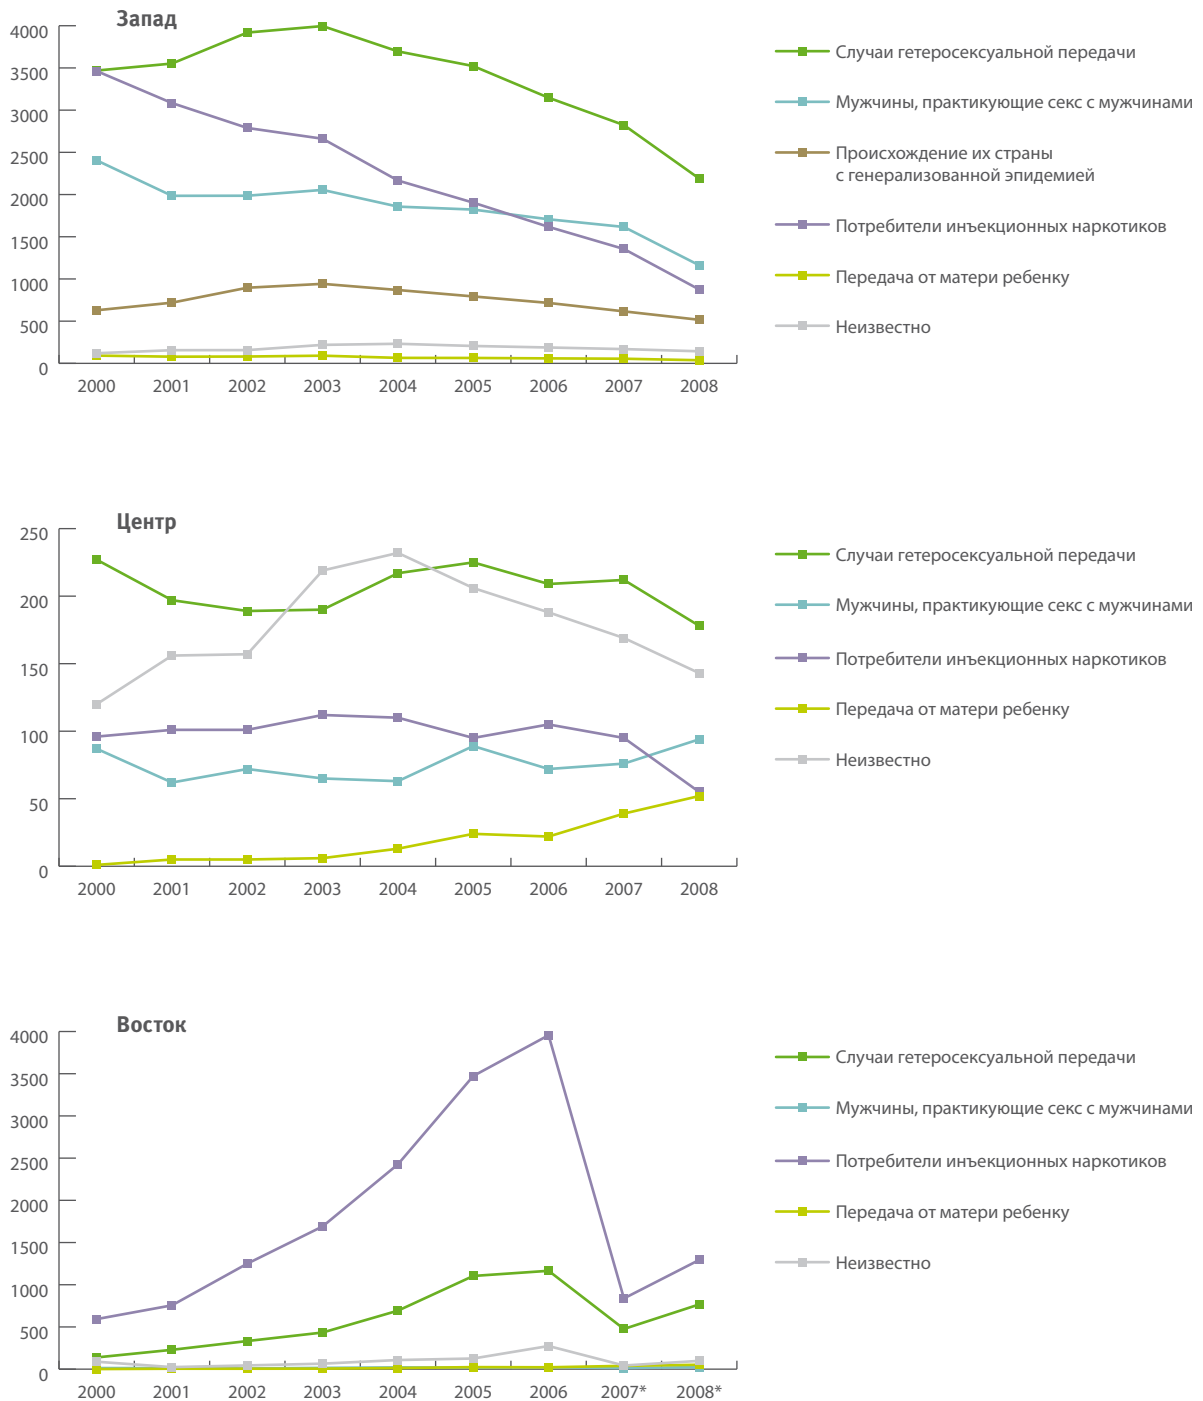 Запад
4000
3500
3000
2500
2000
1500
1000
500
0
2000 2001 2002 2003 2004 2005 2006 2007 2008
Случаи гетеросексуальной передачи
Мужчины, практикующие секс с мужчинами
Происхождение их страны
с генерализованной эпидемией
Потребители инъекционных наркотиков
Передача от матери ребенку
Неизвестно
Центр
250
200
150
100
50
0
2000 2001 2002 2003 2004 2005 2006 2007 2008
Случаи гетеросексуальной передачи
Мужчины, практикующие секс с мужчинами
Потребители инъекционных наркотиков
Передача от матери ребенку
Неизвестно
Восток
4000
3500
3000
2500
2000
1500
1000
500
0
2000 2001 2002 2003 2004 2005 2006 2007* 2008*
Случаи гетеросексуальной передачи
Мужчины, практикующие секс с мужчинами
Потребители инъекционных наркотиков
Передача от матери ребенку
Неизвестно